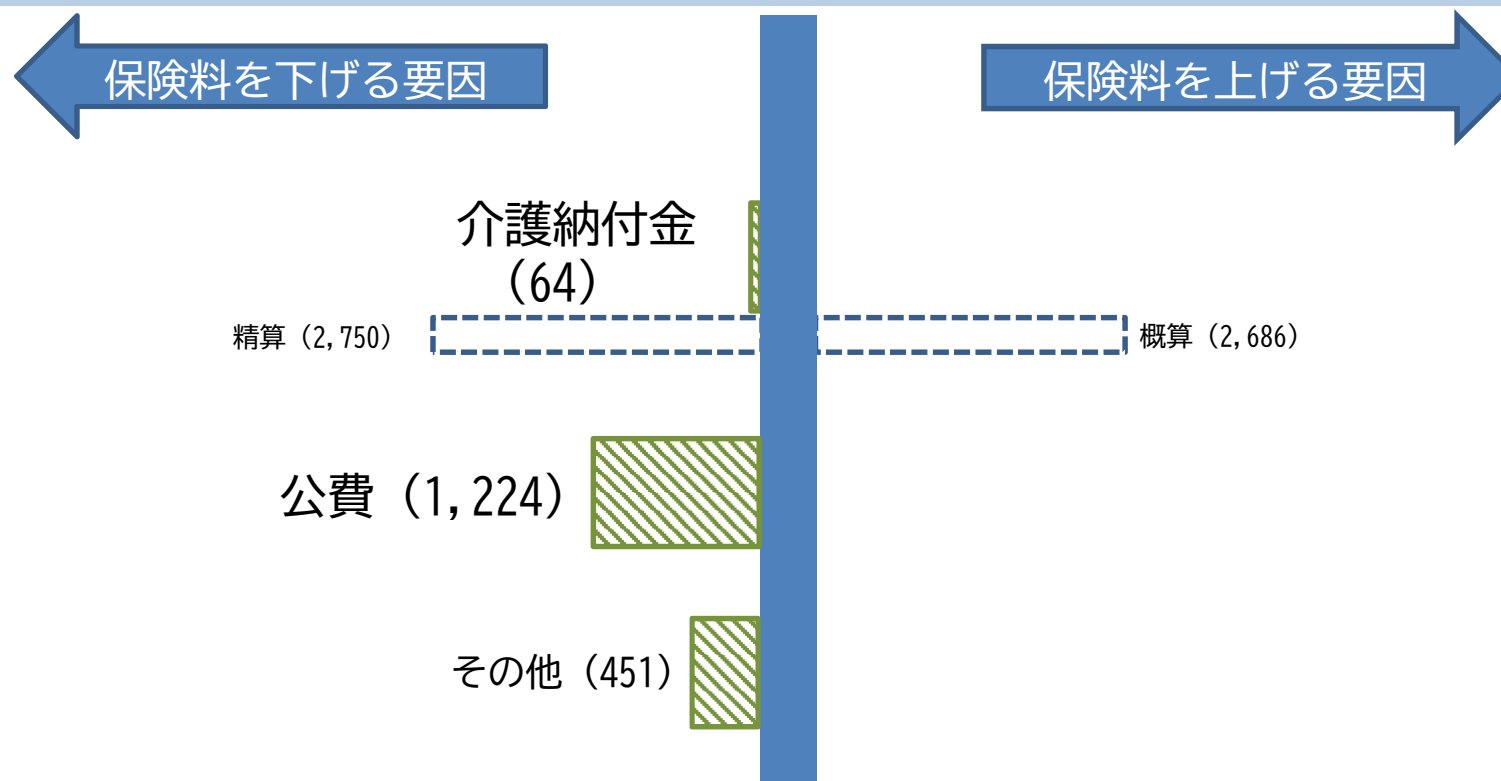 保険料を下げる要因
保険料を上げる要因
介護納付金
（64）
精算（2,750）
概算（2,686）
公費（1,224）
その他（451）